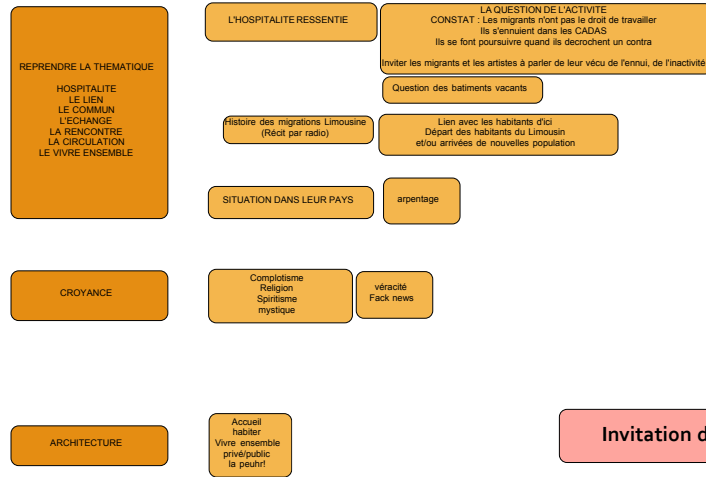 REPRENDRE LA THEMATIQUE
HOSPITALITE
LE LIEN
LE COMMUN
L'ECHANGE
LA RENCONTRE
LA CIRCULATION
LE VIVRE ENSEMBLE
L'HOSPITALITE RESSENTIE
LA QUESTION DE L'ACTIVITE
CONSTAT : Les migrants n'ont pas le droit de travailler
Ils s'ennuient dans les CADAS
Ils se font poursuivre quand ils decrochent un contra
Inviter les migrants et les artistes à parler de leur vécu de l'ennui, de l'inactivité
Question des batiments vacants
Histoire des migrations Limousine
(Récit par radio)
Lien avec les habitants d'ici
Départ des habitants du Limousin
et/ou arrivées de nouvelles population
SITUATION DANS LEUR PAYS
arpentage
CROYANCE
Complotisme
Religion
Spiritisme
mystique
véracité
Fack news
ARCHITECTURE
Accueil
habiter
Vivre ensemble
privé/public
la peuhr!
Invitation d